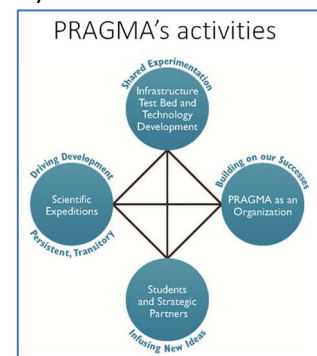 PRAGMA's activities
Shared Experimentation
Infrastructure
Test Bed and
Technology
Development
Driving Development
Scientific
Expeditions
Persistent, Transitory
Building on our Successes
PRAGMA as an
Organization
Students
and Strategic
Partners
Infusing New Ideas